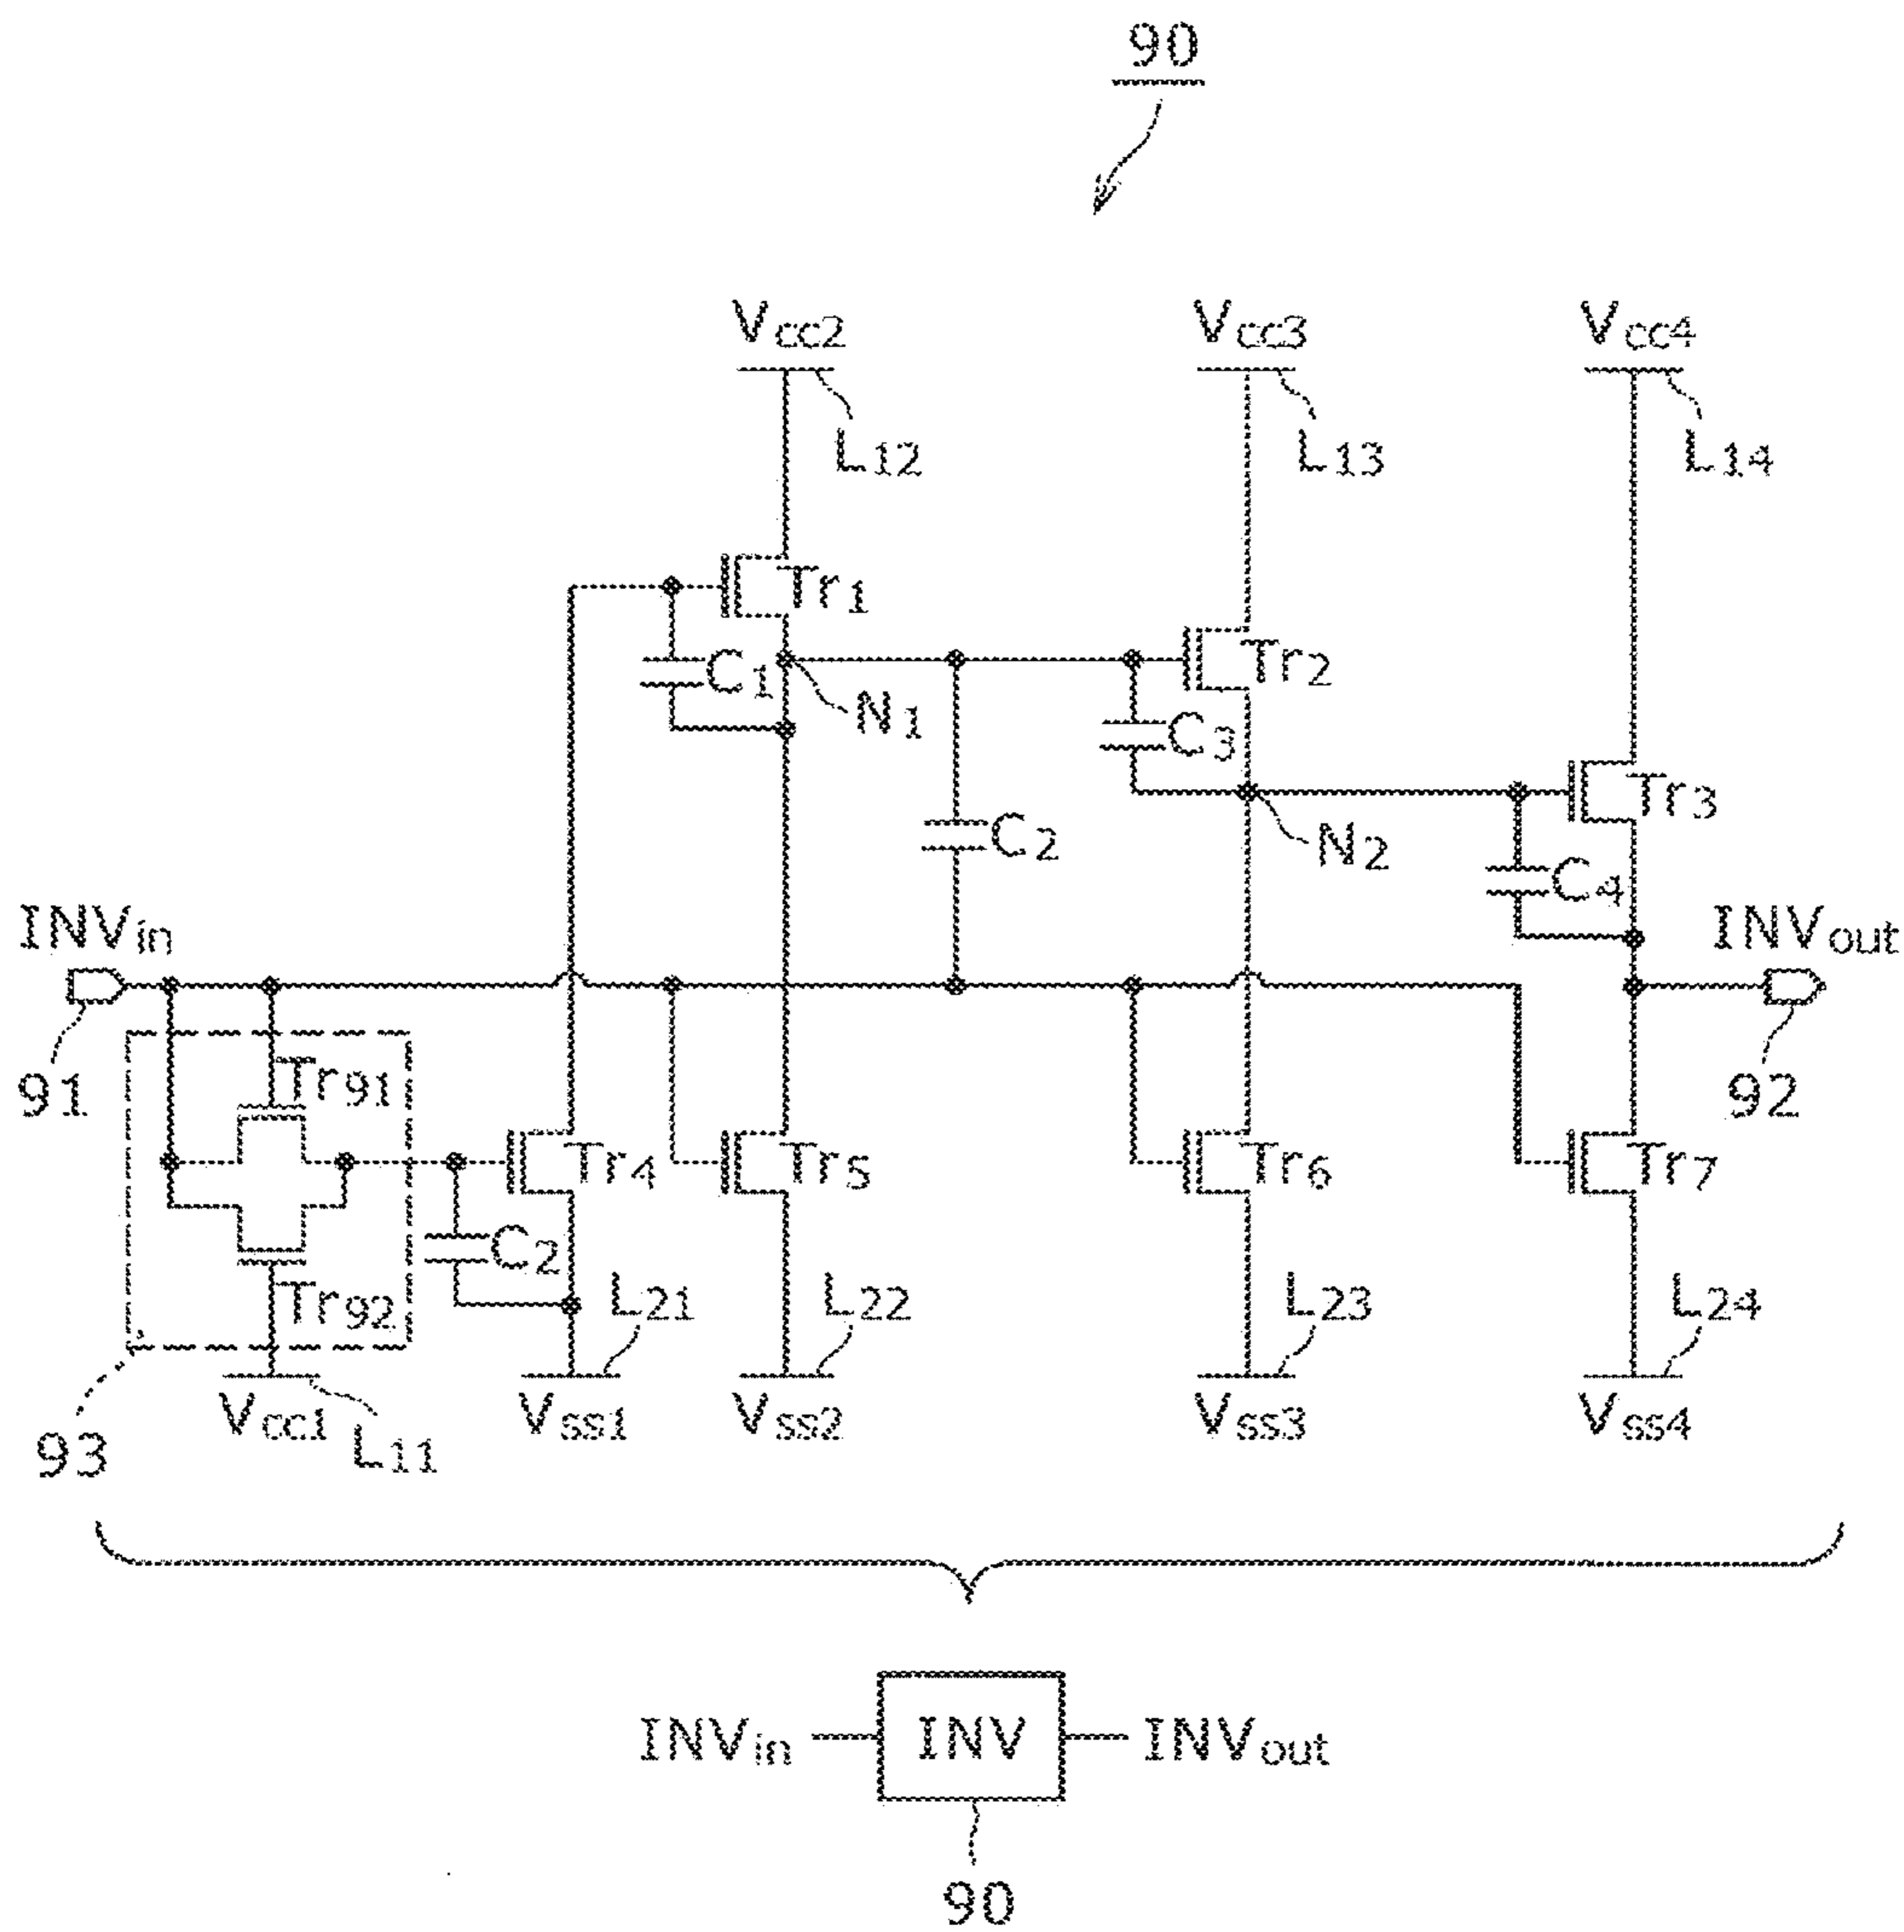 90
Vcc2 Vcc3 Vcc4
L12 L13 L14
Tr1
Tr2
C1
N1
C3
Tr3
C2
N2
C4
INVin
INVout
91
Tr91
92
Tr4 Tr5 Tr6 Tr7
C2
Tr92
L21 L22 L23 L24
Vcc1 Vss1 Vss2 Vss3 Vss4
93
L11
INVin INV INVout
90